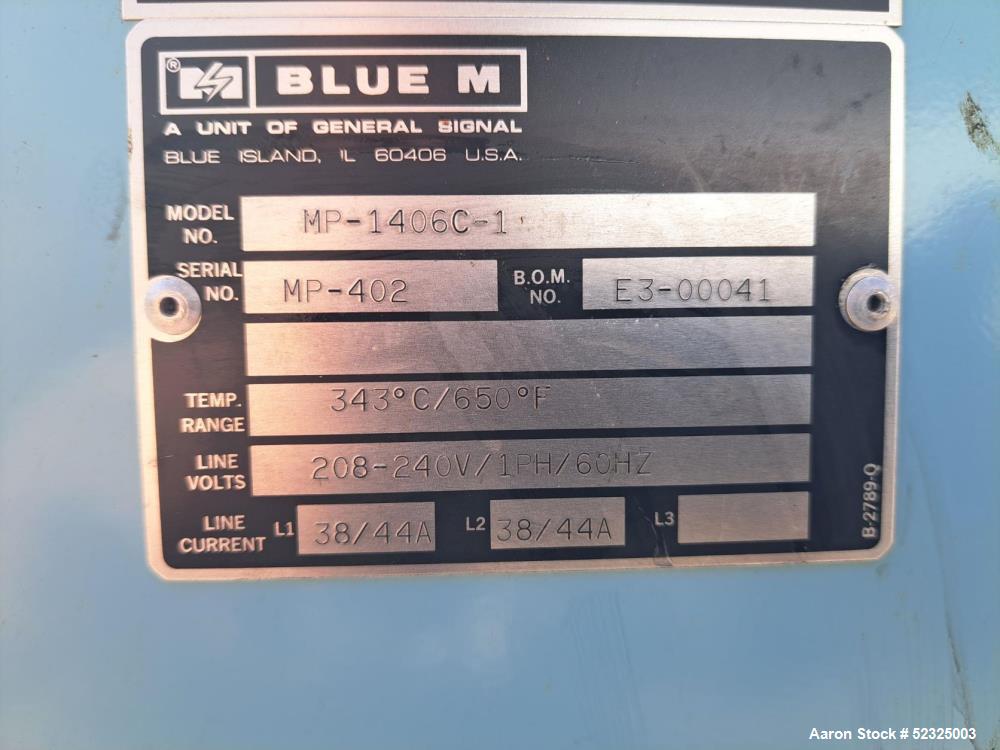 ® BLUE M
A UNIT OF GENERAL SIGNAL
BLUE ISLAND, IL 60406 U.S.A.
MODEL NO. MP-1406C-1
SERIAL NO. MP-402 B.O.M. NO. E3-00041
TEMP. RANGE 343°C/650°F
LINE VOLTS 208-240V/1PH/60HZ
LINE CURRENT L1 38/44A L2 38/44A L3
B-2789-Q
Aaron Stock # 52325003